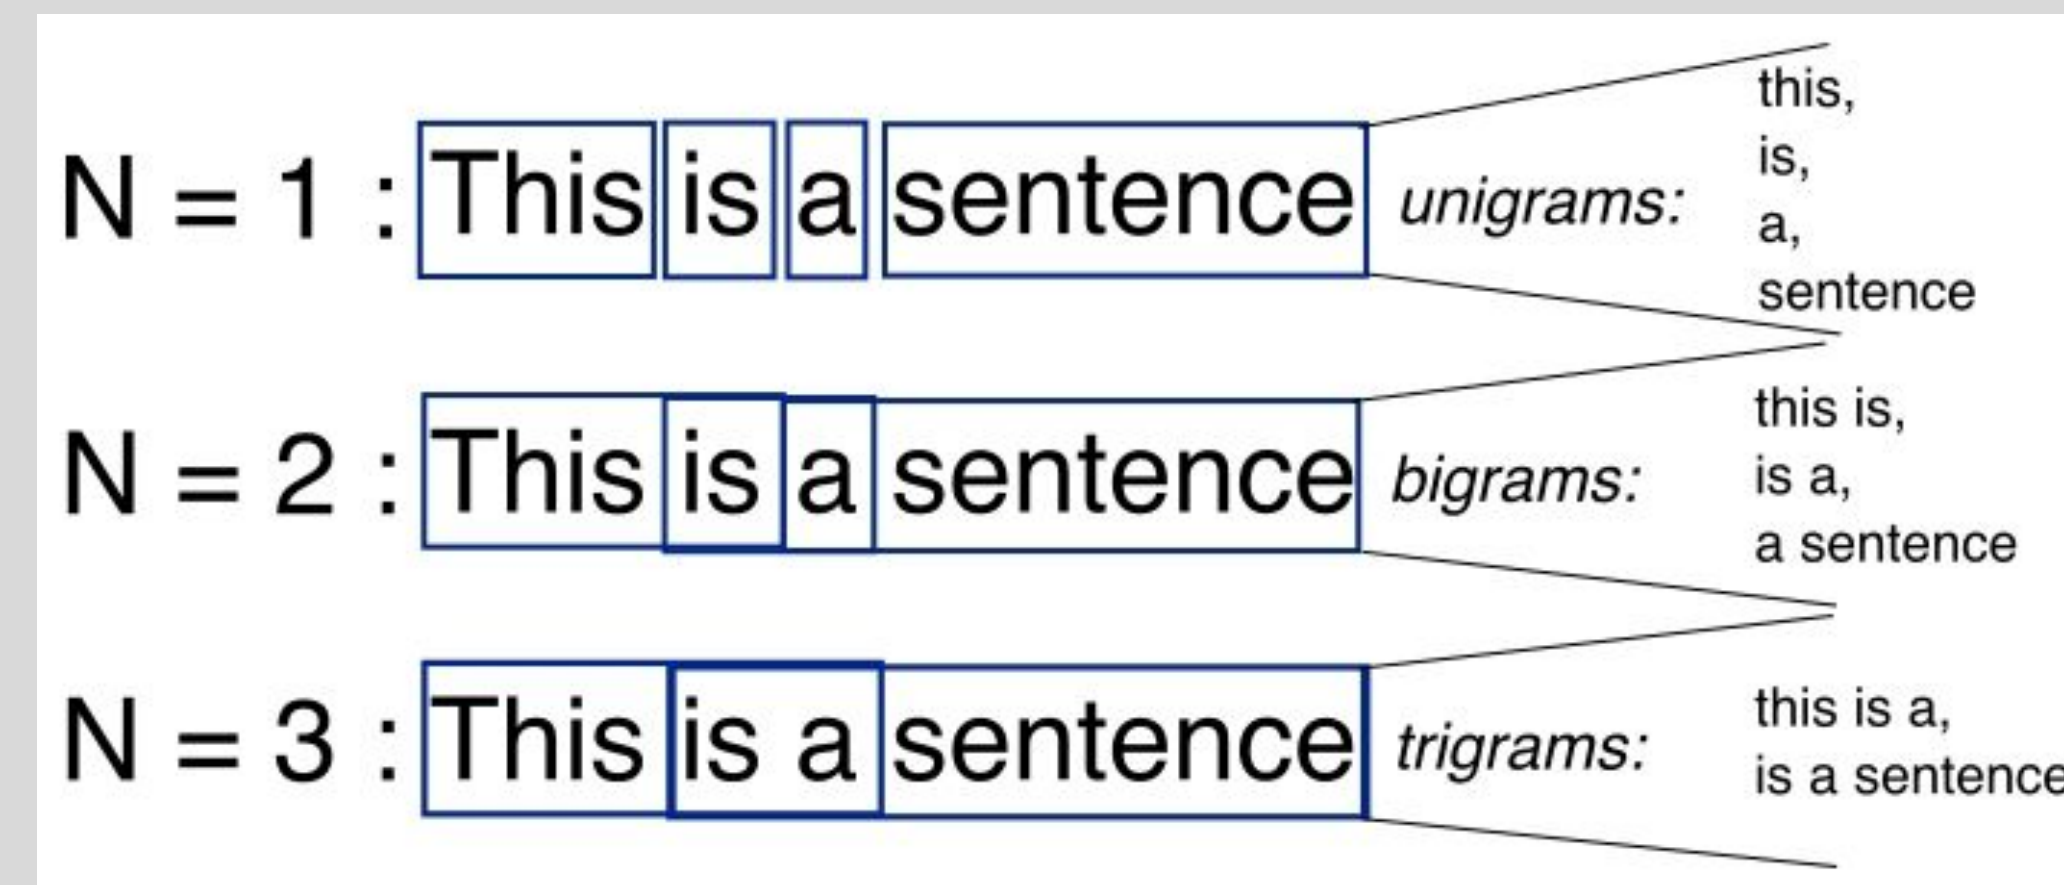 N = 1 : This is a sentence unigrams:
this,
is,
a,
sentence
N = 2 : This is a sentence bigrams:
this is,
is a,
a sentence
N = 3 : This is a sentence trigrams:
this is a,
is a sentence